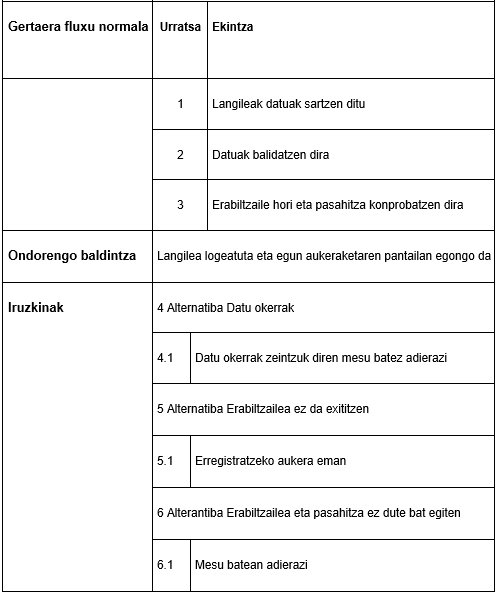 Gertaera fluxu normala Urratsa Ekintza
1 Langileak datuak sartzen ditu
2 Datuak balidatzen dira
3 Erabiltzaile hori eta pasahitza konprobatzen dira
Ondorengo baldintza Langilea logeatuta eta egun aukeraketaren pantailan egongo da
Iruzkinak 4 Alternatiba Datu okerrak
4.1 Datu okerrak zeintzuk diren mesu batez adierazi
5 Alternatiba Erabiltzailea ez da exititzen
5.1 Erregistratzeko aukera eman
6 Alterantiba Erabiltzailea eta pasahitza ez dute bat egiten
6.1 Mesu batean adierazi